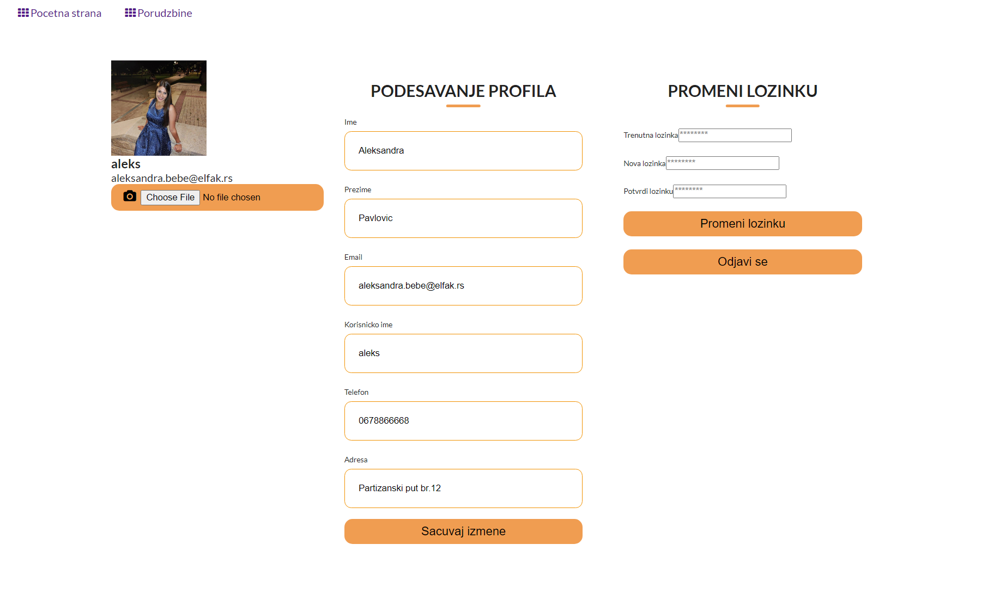 Pocetna strana Porudzbine
aleks
aleksandra.bebe@elfak.rs
Choose File No file chosen
PODESAVANJE PROFILA
Ime
Aleksandra
Prezime
Pavlovic
Email
aleksandra.bebe@elfak.rs
Korisnicko ime
aleks
Telefon
0678866668
Adresa
Partizanski put br.12
Sacuvaj izmene
PROMENI LOZINKU
Trenutna lozinka ********
Nova lozinka ********
Potvrdi lozinku ********
Promeni lozinku
Odjavi se